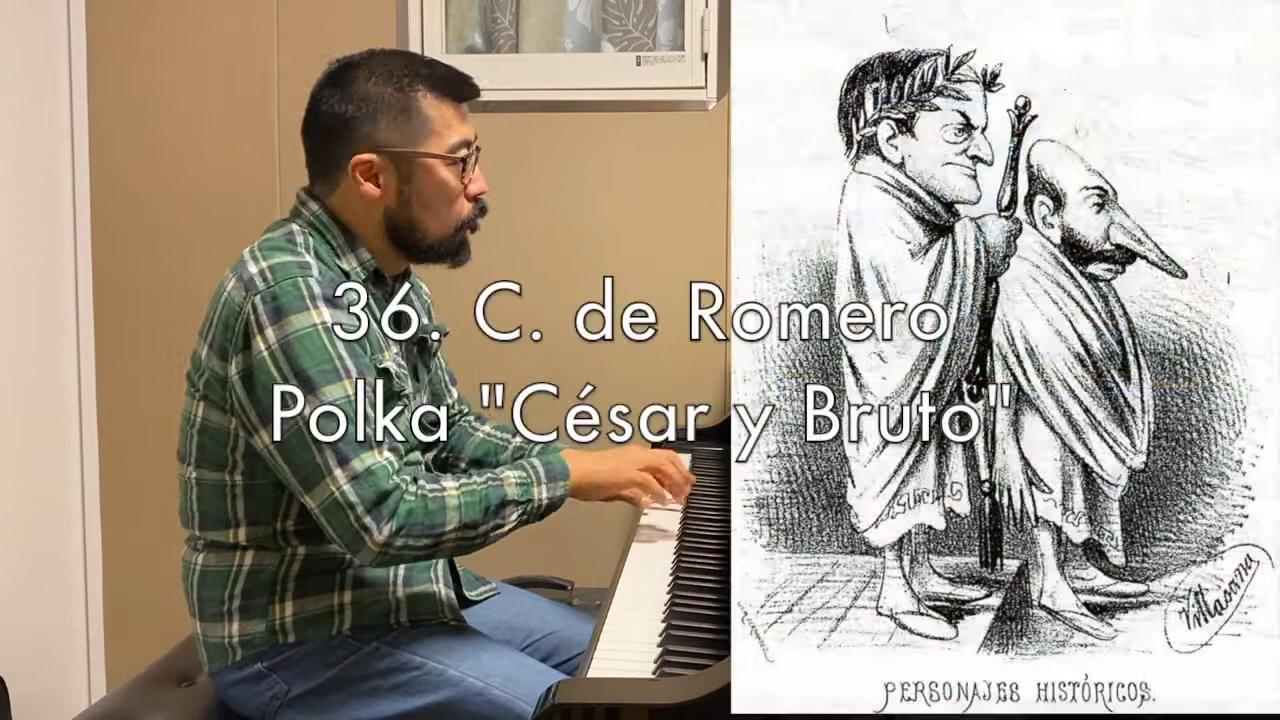 36. C. de Romero
Polka "César y Bruto"
Villasana
PERSONAJES HISTÓRICOS.